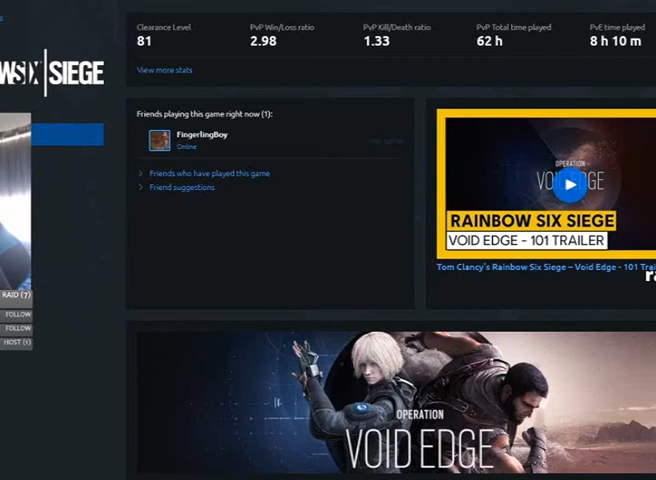 Clearance Level
81
PvP Win/Loss ratio
2.98
PvP Kill/Death ratio
1.33
PvP Total time played
62 h
PvE time played
8 h 10 m
View more stats
SIX | SIEGE
Friends playing this game right now (1):
FingerlingBoy
Online
Friends who have played this game
Friend suggestions
OPERATION
VOID EDGE
RAINBOW SIX SIEGE
VOID EDGE - 101 TRAILER
Tom Clancy's Rainbow Six Siege – Void Edge - 101 Trai
RAID (7)
FOLLOW
FOLLOW
HOST (1)
OPERATION
VOID EDGE